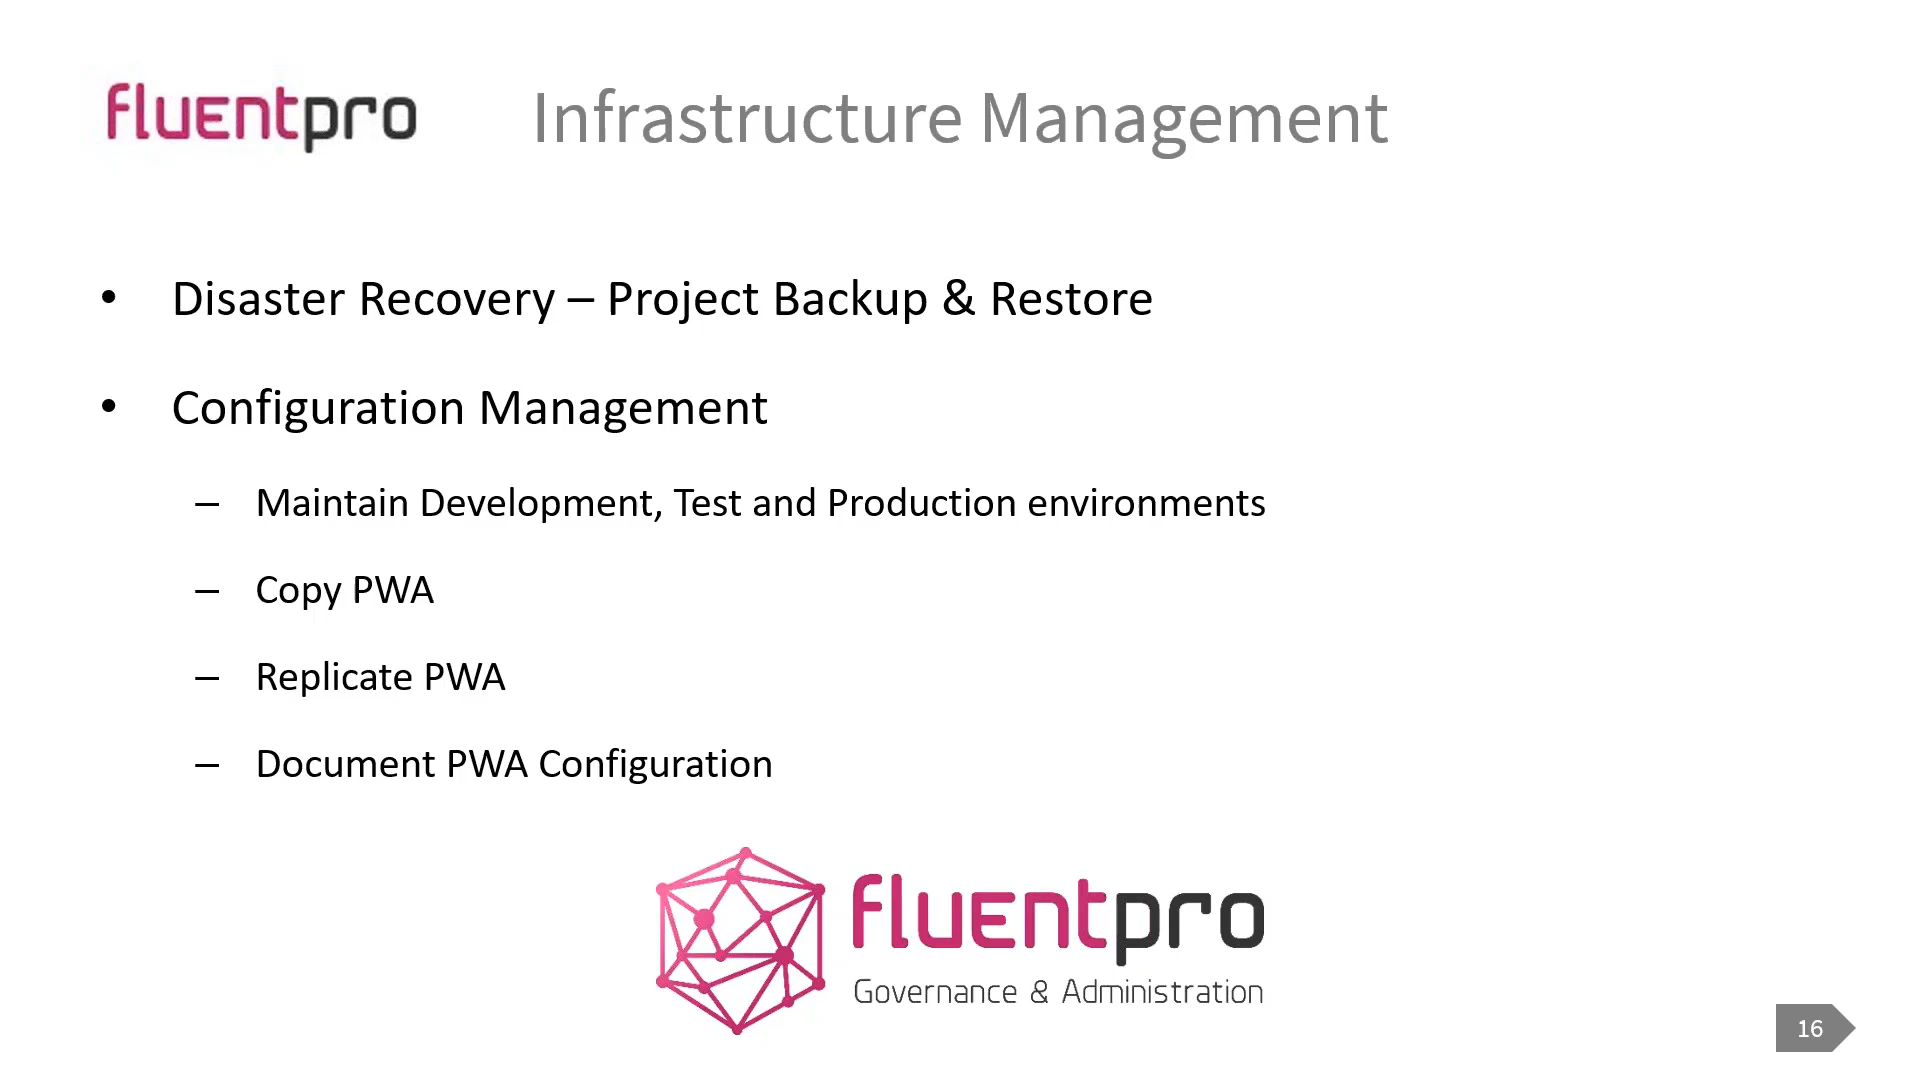 fluentpro
Infrastructure Management
• Disaster Recovery – Project Backup & Restore
• Configuration Management
– Maintain Development, Test and Production environments
– Copy PWA
– Replicate PWA
– Document PWA Configuration
fluentpro
Governance & Administration
16